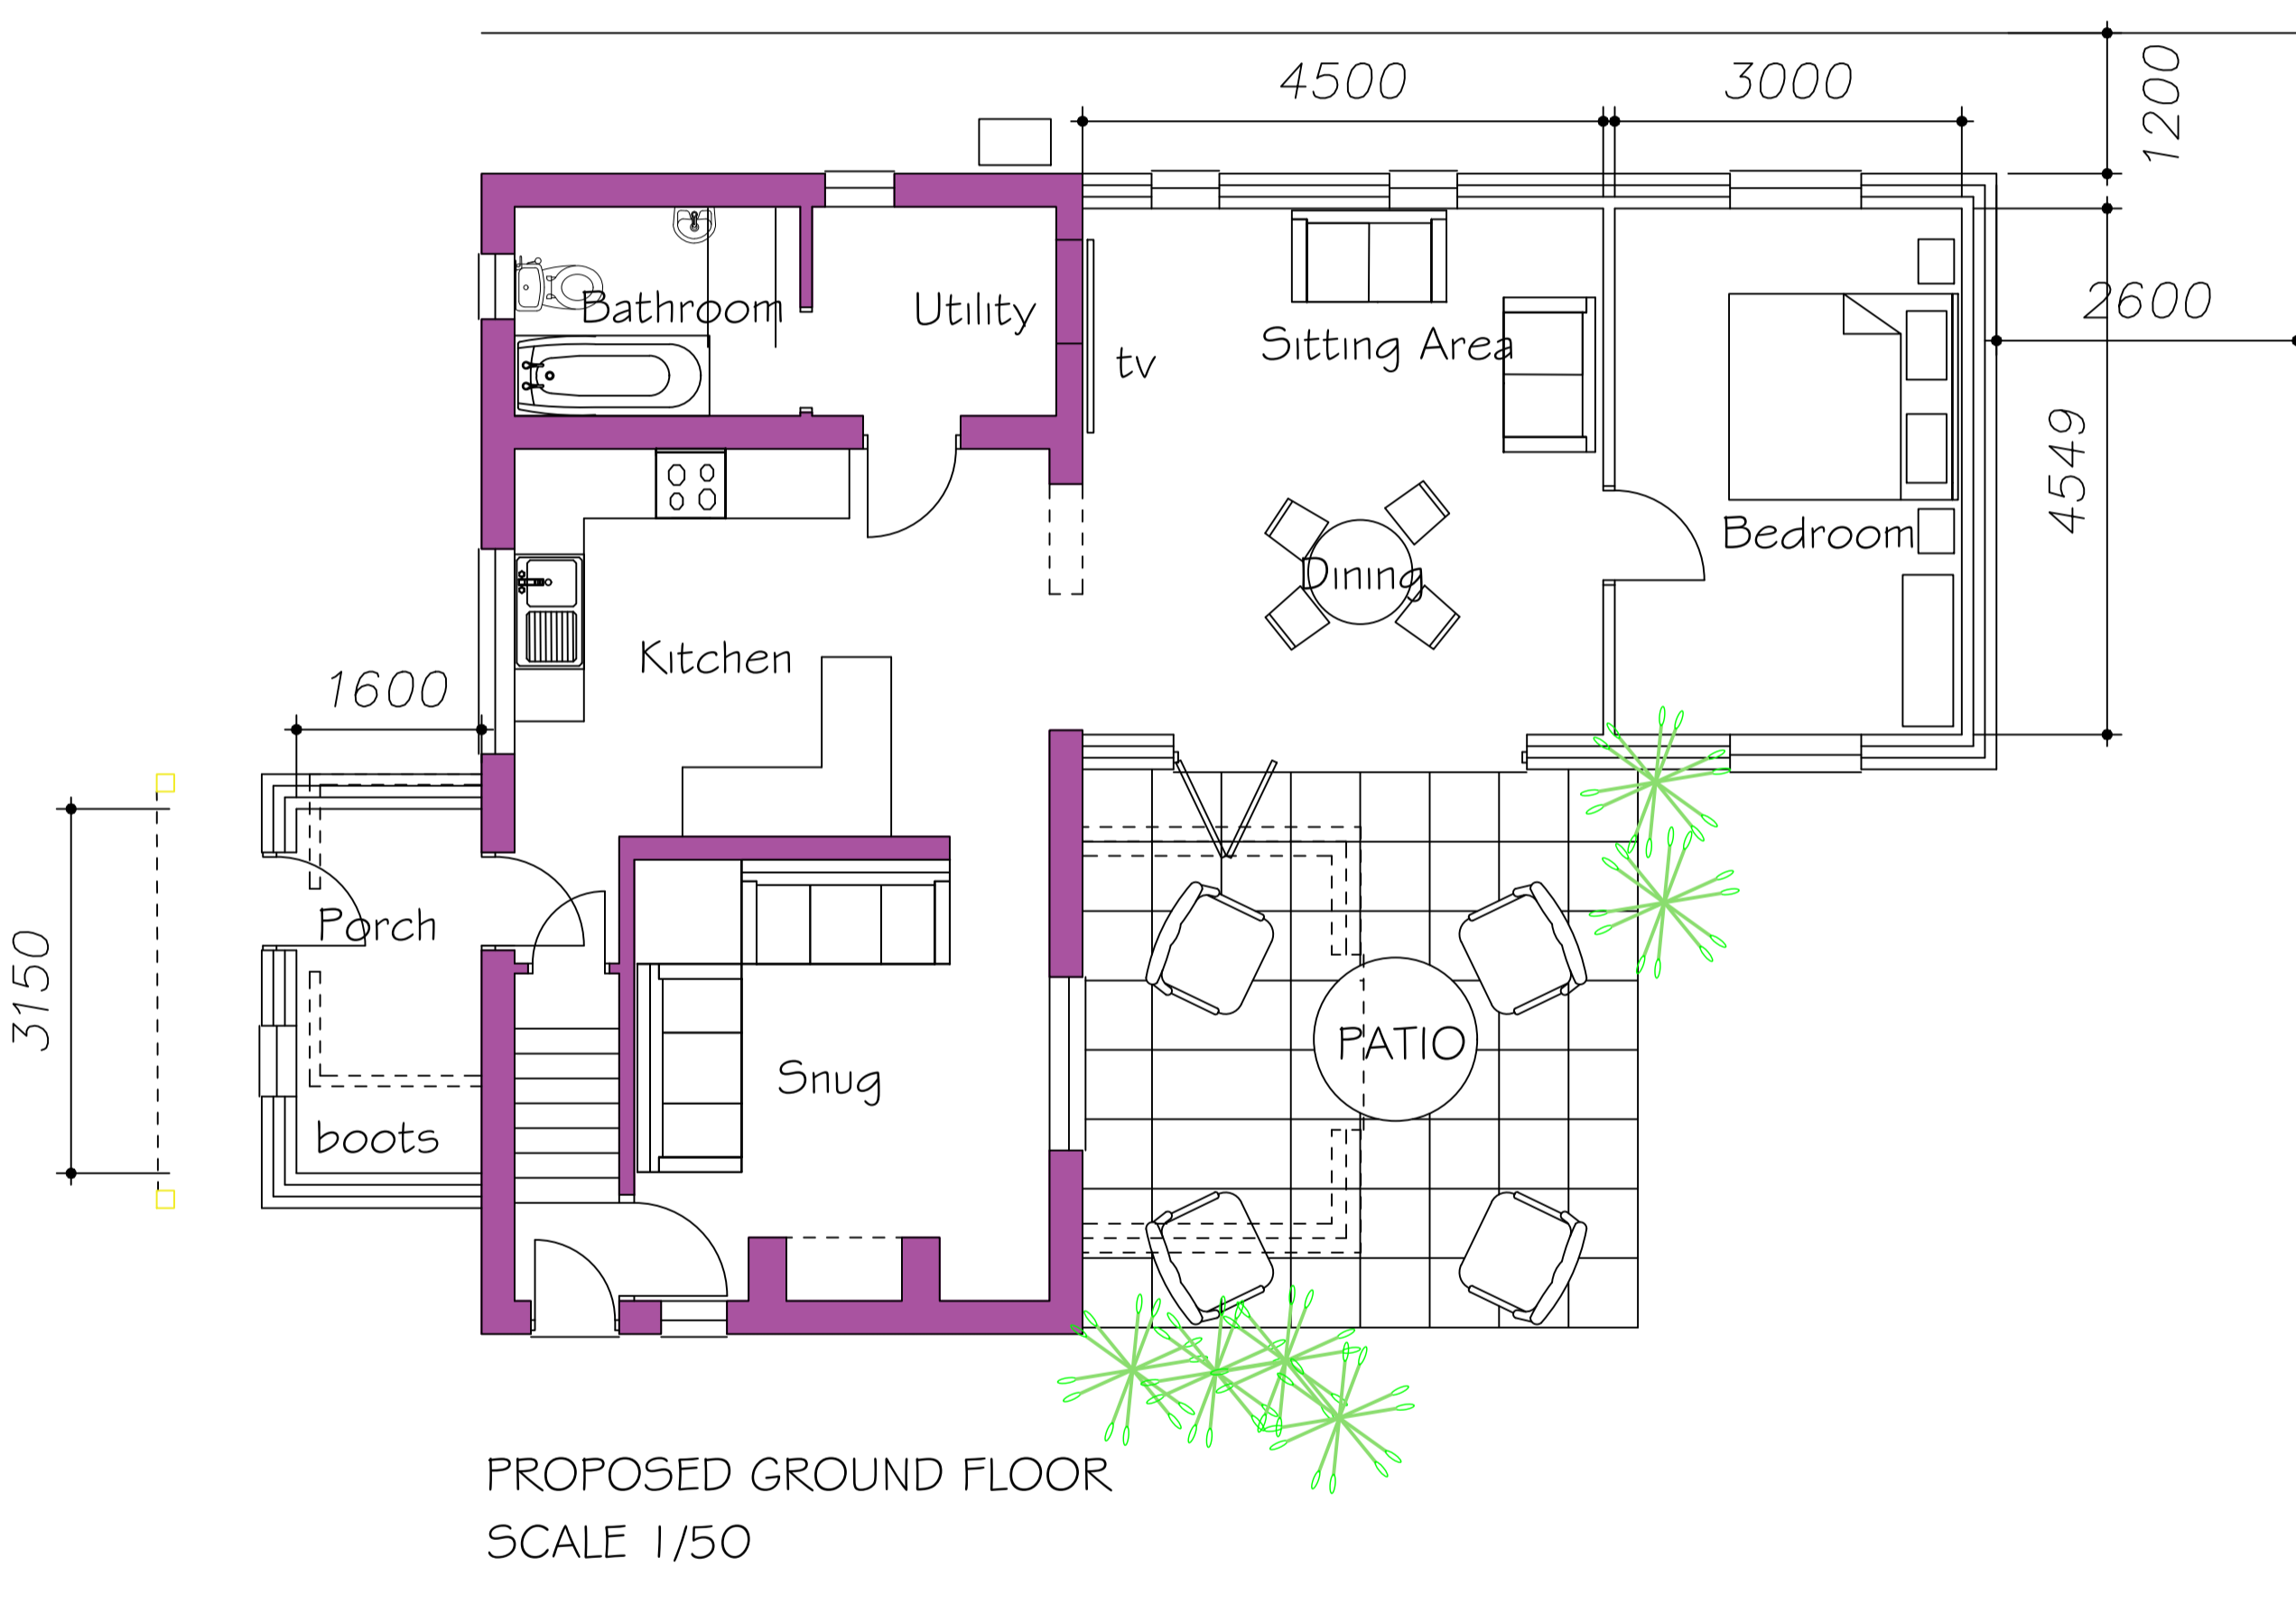 4500
3000
1200
Bathroom
Utility
2600
Sitting Area
tv
4549
Bedroom
Dining
Kitchen
1600
Porch
3150
PATIO
Snug
boots
PROPOSED GROUND FLOOR
SCALE 1/50